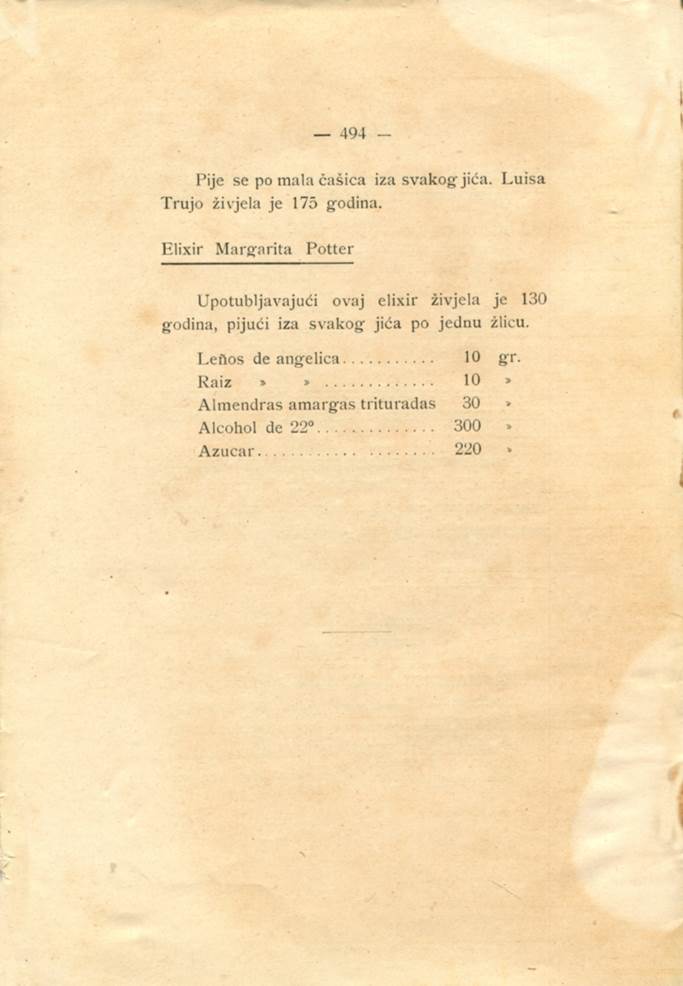 — 494 —
Pije se po mala čašica iza svakog jića. Luisa
Trujo živjela je 175 godina.
Elixir Margarita Potter
Upotubljavajući ovaj elixir živjela je 130
godina, pijući iza svakog jića po jednu žlicu.
Leños de angelica........... 10 gr.
Raiz » » ............. 10 »
Almendras amargas trituradas 30 »
Alcohol de 22º.............. 300 »
Azucar..................... 220 »